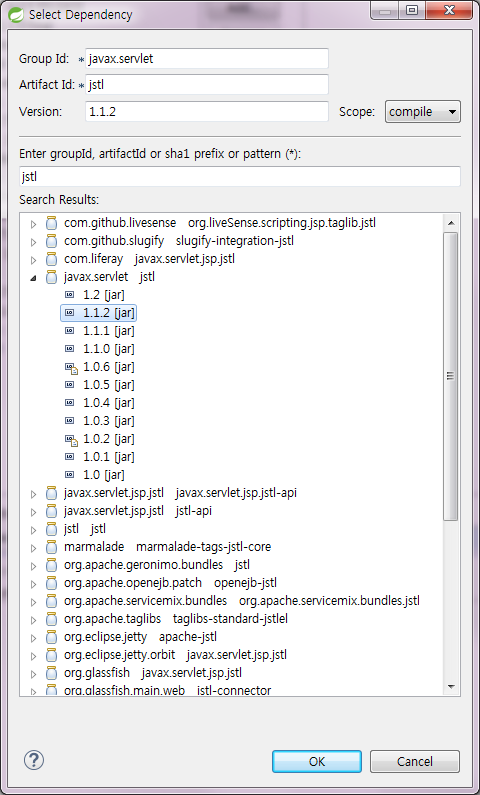 Select Dependency
Group Id: * javax.servlet
Artifact Id: * jstl
Version: 1.1.2 Scope: compile
Enter groupId, artifactId or sha1 prefix or pattern (*):
jstl
Search Results:
com.github.livesense org.liveSense.scripting.jsp.taglib.jstl
com.github.slugify slugify-integration-jstl
com.liferay javax.servlet.jsp.jstl
javax.servlet jstl
1.2 [jar]
1.1.2 [jar]
1.1.1 [jar]
1.1.0 [jar]
1.0.6 [jar]
1.0.5 [jar]
1.0.4 [jar]
1.0.3 [jar]
1.0.2 [jar]
1.0.1 [jar]
1.0 [jar]
javax.servlet.jsp.jstl javax.servlet.jsp.jstl-api
javax.servlet.jsp.jstl jstl-api
jstl jstl
marmalade marmalade-tags-jstl-core
org.apache.geronimo.bundles jstl
org.apache.openejb.patch openejb-jstl
org.apache.servicemix.bundles org.apache.servicemix.bundles.jstl
org.apache.taglibs taglibs-standard-jstlel
org.eclipse.jetty apache-jstl
org.eclipse.jetty.orbit javax.servlet.jsp.jstl
org.glassfish javax.servlet.jsp.jstl
org.glassfish.main.web jstl-connector
?
OK Cancel